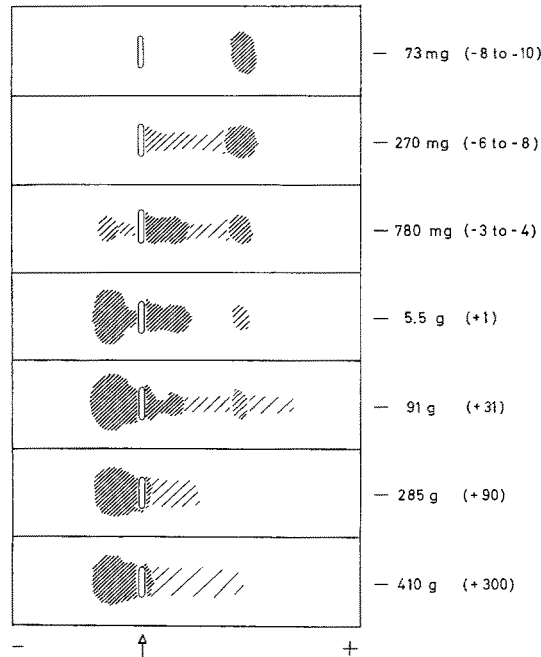 — 73 mg (-8 to -10)
— 270 mg (-6 to -8)
— 780 mg (-3 to -4)
— 5.5 g (+1)
— 91 g (+31)
— 285 g (+90)
— 410 g (+300)
- +